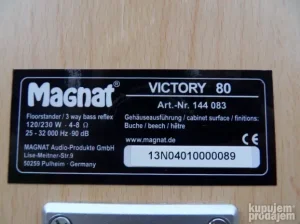 Magnat®
VICTORY 80
Art.-Nr. 144 083
Floorstander / 3 way bass reflex
120/230 W - 4-8 Ω
25 - 32 000 Hz - 90 dB
Gehäuseausführung / cabinet surface / finitions:
Buche / beech / hêtre
MAGNAT Audio-Produkte GmbH
Lise-Meitner-Str.9
50259 Pulheim - Germany
13N04010000089
kupujem
prodajem